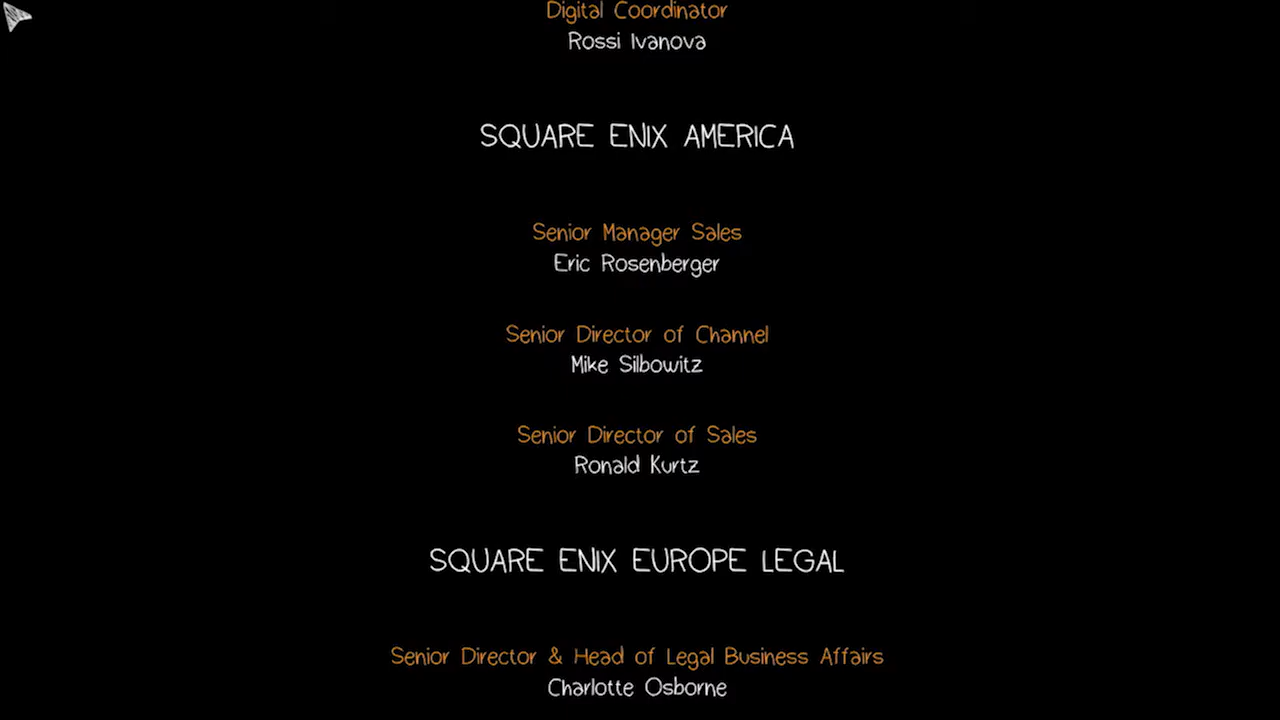 Digital Coordinator
Rossi Ivanova
SQUARE ENIX AMERICA
Senior Manager Sales
Eric Rosenberger
Senior Director of Channel
Mike Silbowitz
Senior Director of Sales
Ronald Kurtz
SQUARE ENIX EUROPE LEGAL
Senior Director & Head of Legal Business Affairs
Charlotte Osborne